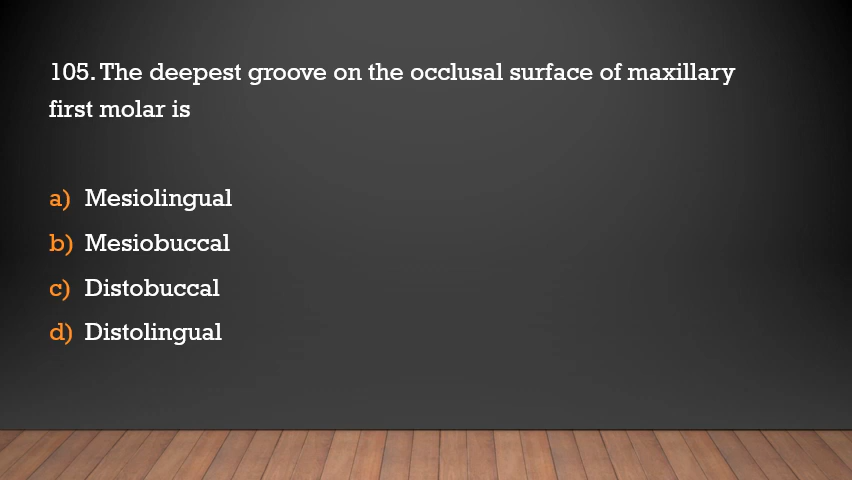 105. The deepest groove on the occlusal surface of maxillary
first molar is
a) Mesiolingual
b) Mesiobuccal
c) Distobuccal
d) Distolingual